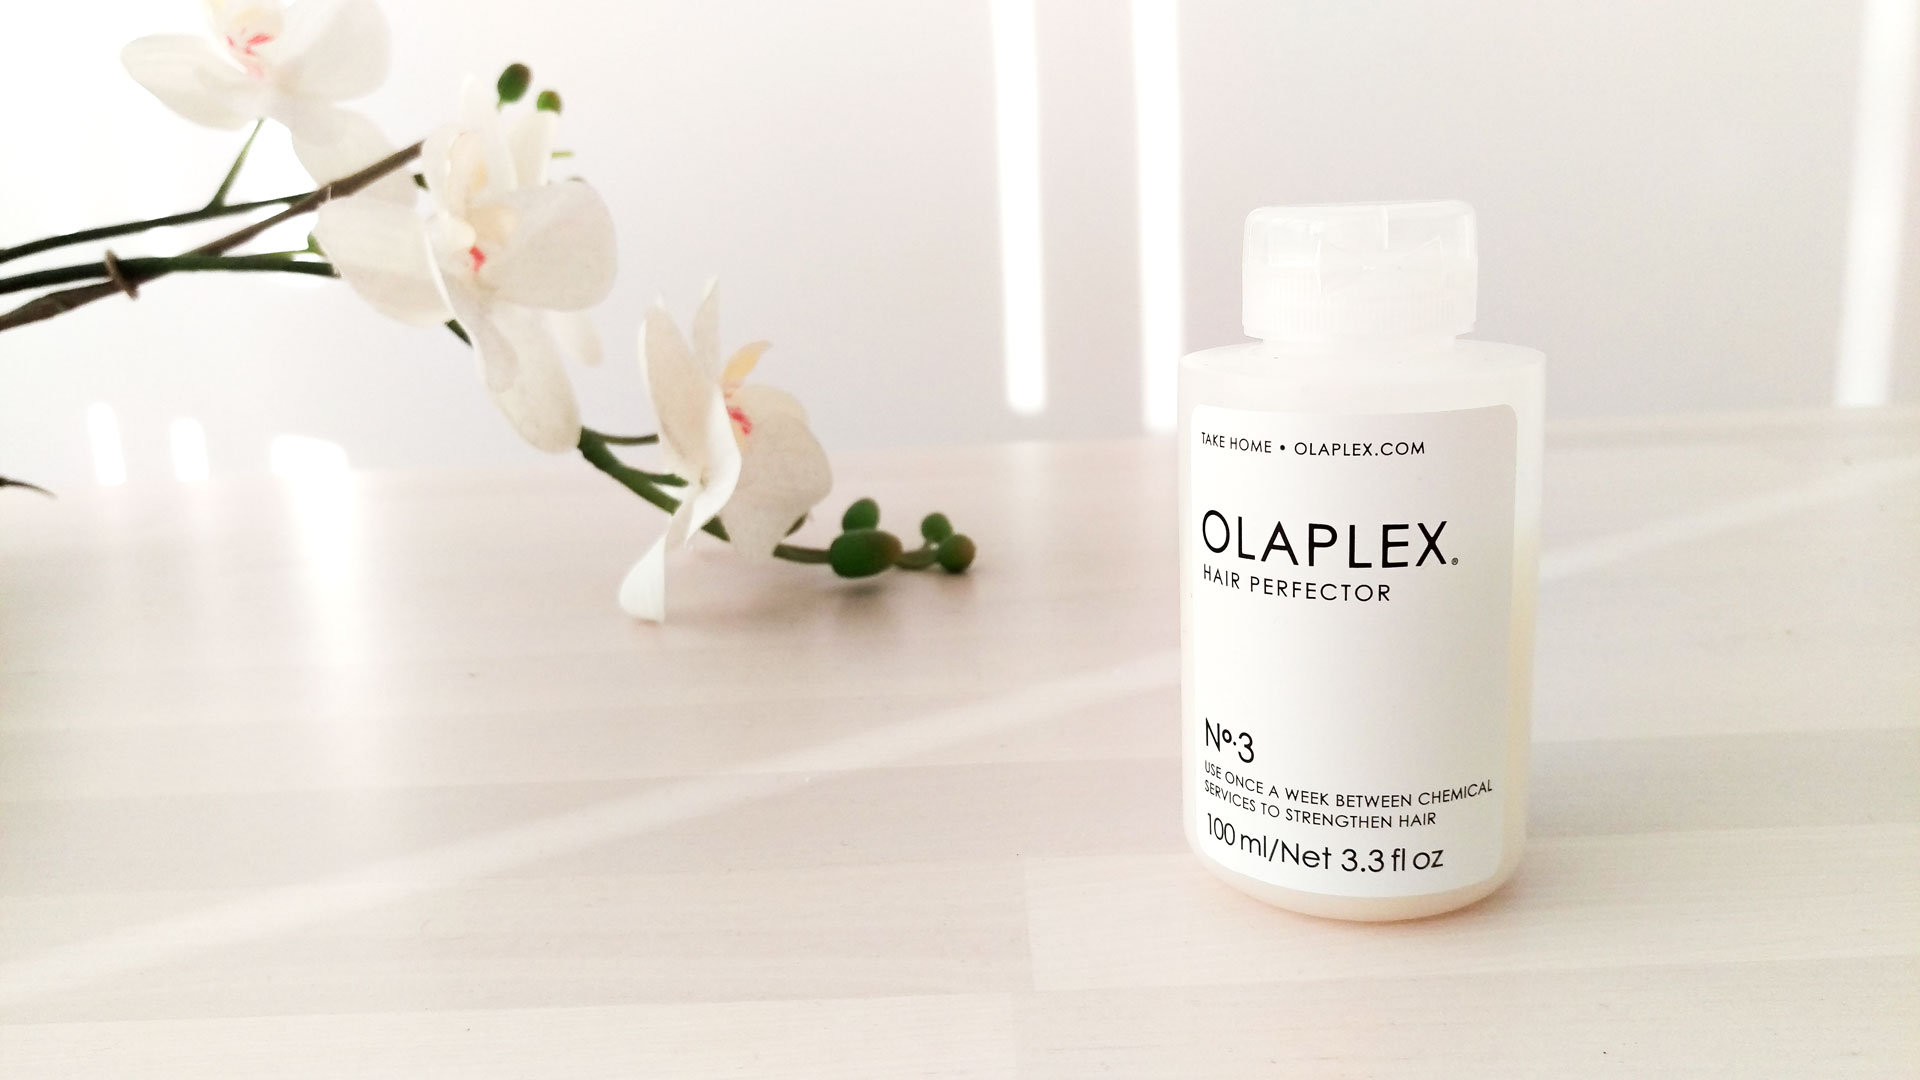 TAKE HOME • OLAPLEX.COM
OLAPLEX®
HAIR PERFECTOR
Nº.3
USE ONCE A WEEK BETWEEN CHEMICAL
SERVICES TO STRENGTHEN HAIR
100 ml/Net 3.3 fl oz